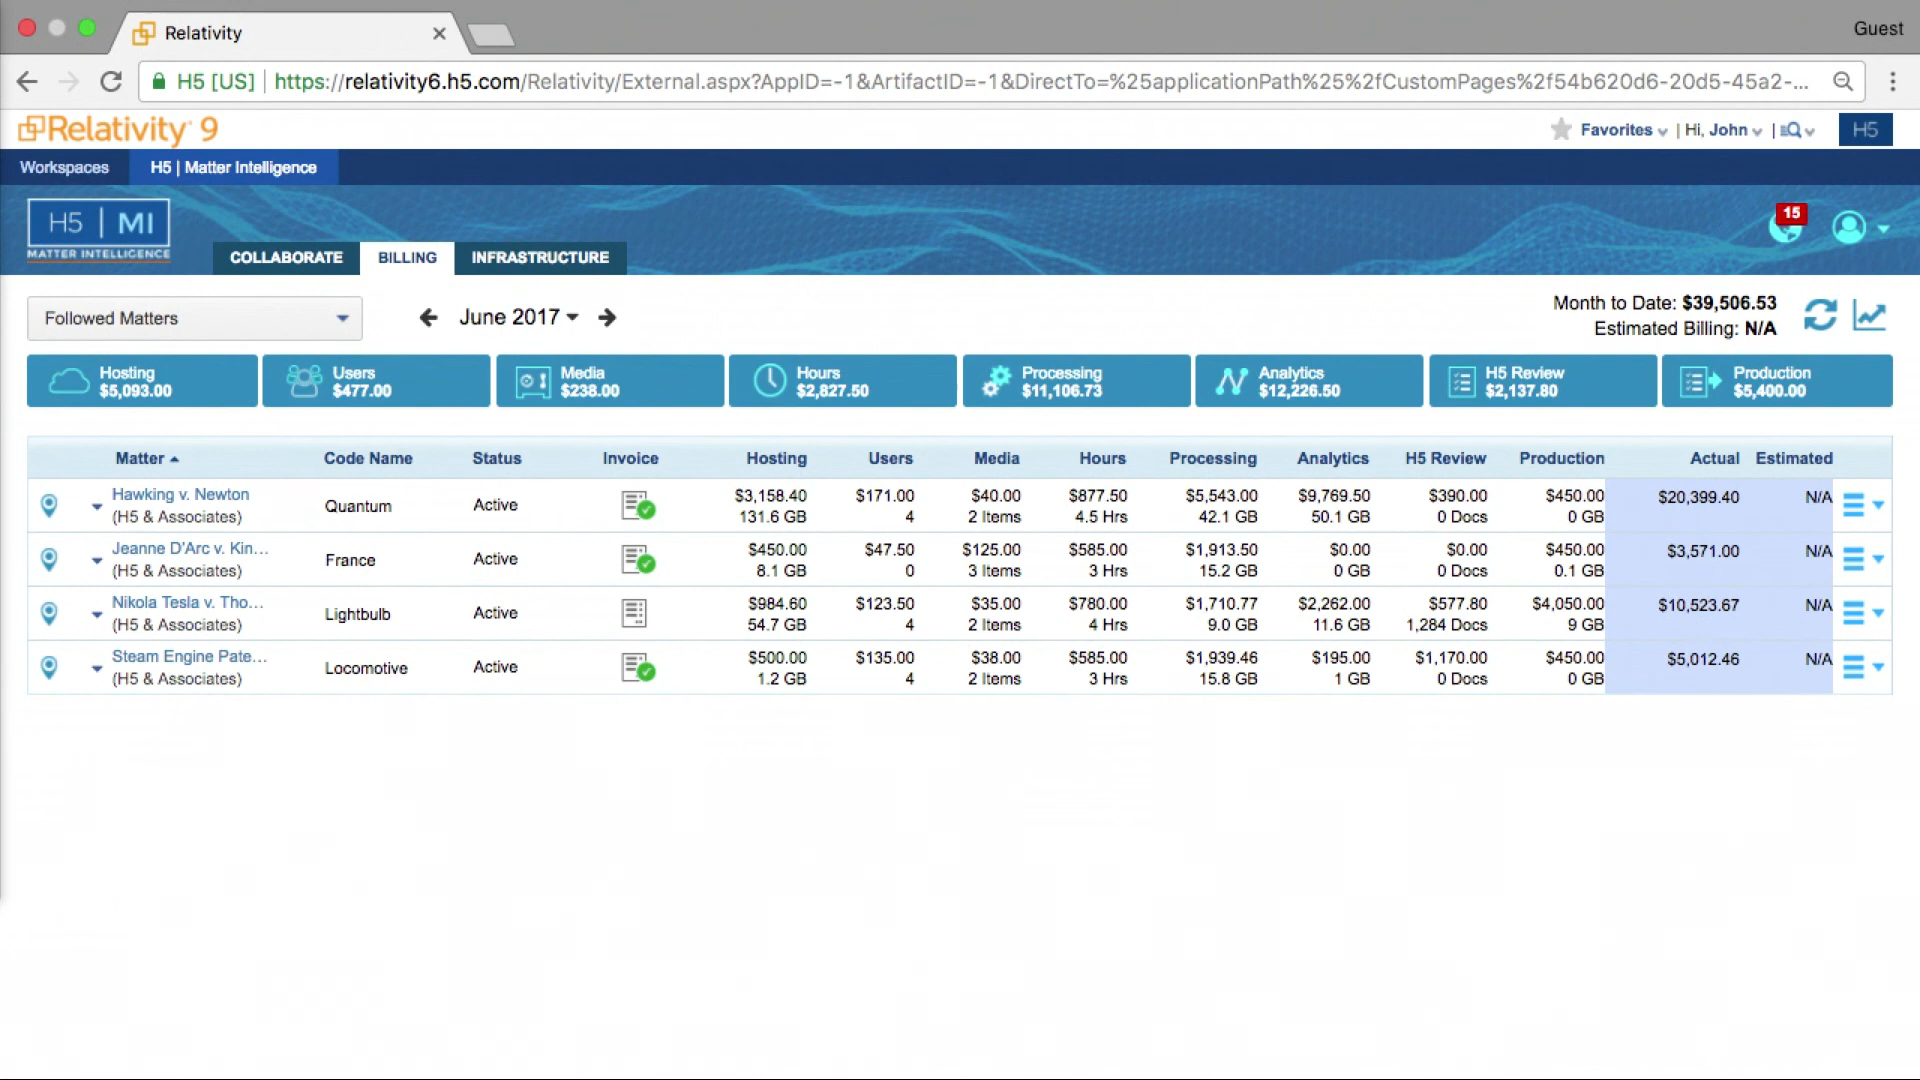 Relativity
Guest
H5 [US] https://relativity6.h5.com/Relativity/External.aspx?AppID=-1&ArtifactID=-1&DirectTo=%25applicationPath%25%2fCustomPages%2f54b620d6-20d5-45a2-...
Relativity 9
Favorites | Hi, John |
H5
Workspaces H5 | Matter Intelligence
H5 | MI
MATTER INTELLIGENCE
15
COLLABORATE BILLING INFRASTRUCTURE
Followed Matters
June 2017
Month to Date: $39,506.53
Estimated Billing: N/A
Hosting
$5,093.00
Users
$477.00
Media
$238.00
Hours
$2,827.50
Processing
$11,106.73
Analytics
$12,226.50
H5 Review
$2,137.80
Production
$5,400.00
Matter Code Name Status Invoice Hosting Users Media Hours Processing Analytics H5 Review Production Actual Estimated
Hawking v. Newton Quantum Active $3,158.40 $171.00 $40.00 $877.50 $5,543.00 $9,769.50 $390.00 $450.00 $20,399.40 N/A
(H5 & Associates) 131.6 GB 4 2 Items 4.5 Hrs 42.1 GB 50.1 GB 0 Docs 0 GB
Jeanne D'Arc v. Kin... France Active $450.00 $47.50 $125.00 $585.00 $1,913.50 $0.00 $0.00 $450.00 $3,571.00 N/A
(H5 & Associates) 8.1 GB 0 3 Items 3 Hrs 15.2 GB 0 GB 0 Docs 0.1 GB
Nikola Tesla v. Tho... Lightbulb Active $984.60 $123.50 $35.00 $780.00 $1,710.77 $2,262.00 $577.80 $4,050.00 $10,523.67 N/A
(H5 & Associates) 54.7 GB 4 2 Items 4 Hrs 9.0 GB 11.6 GB 1,284 Docs 9 GB
Steam Engine Pate... Locomotive Active $500.00 $135.00 $38.00 $585.00 $1,939.46 $195.00 $1,170.00 $450.00 $5,012.46 N/A
(H5 & Associates) 1.2 GB 4 2 Items 3 Hrs 15.8 GB 1 GB 0 Docs 0 GB